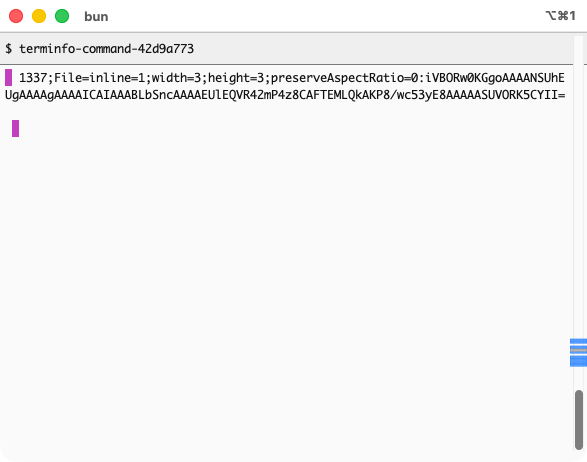 bun
⌥⌘1
$ terminfo-command-42d9a773
1337;File=inline=1;width=3;height=3;preserveAspectRatio=0:iVBORw0KGgoAAAANSUhE
UgAAAAgAAAAICAIAAABLbSncAAAAEUlEQVR42mP4z8CAFTEMLQkAKP8/wc53yE8AAAAASUVORK5CYII=